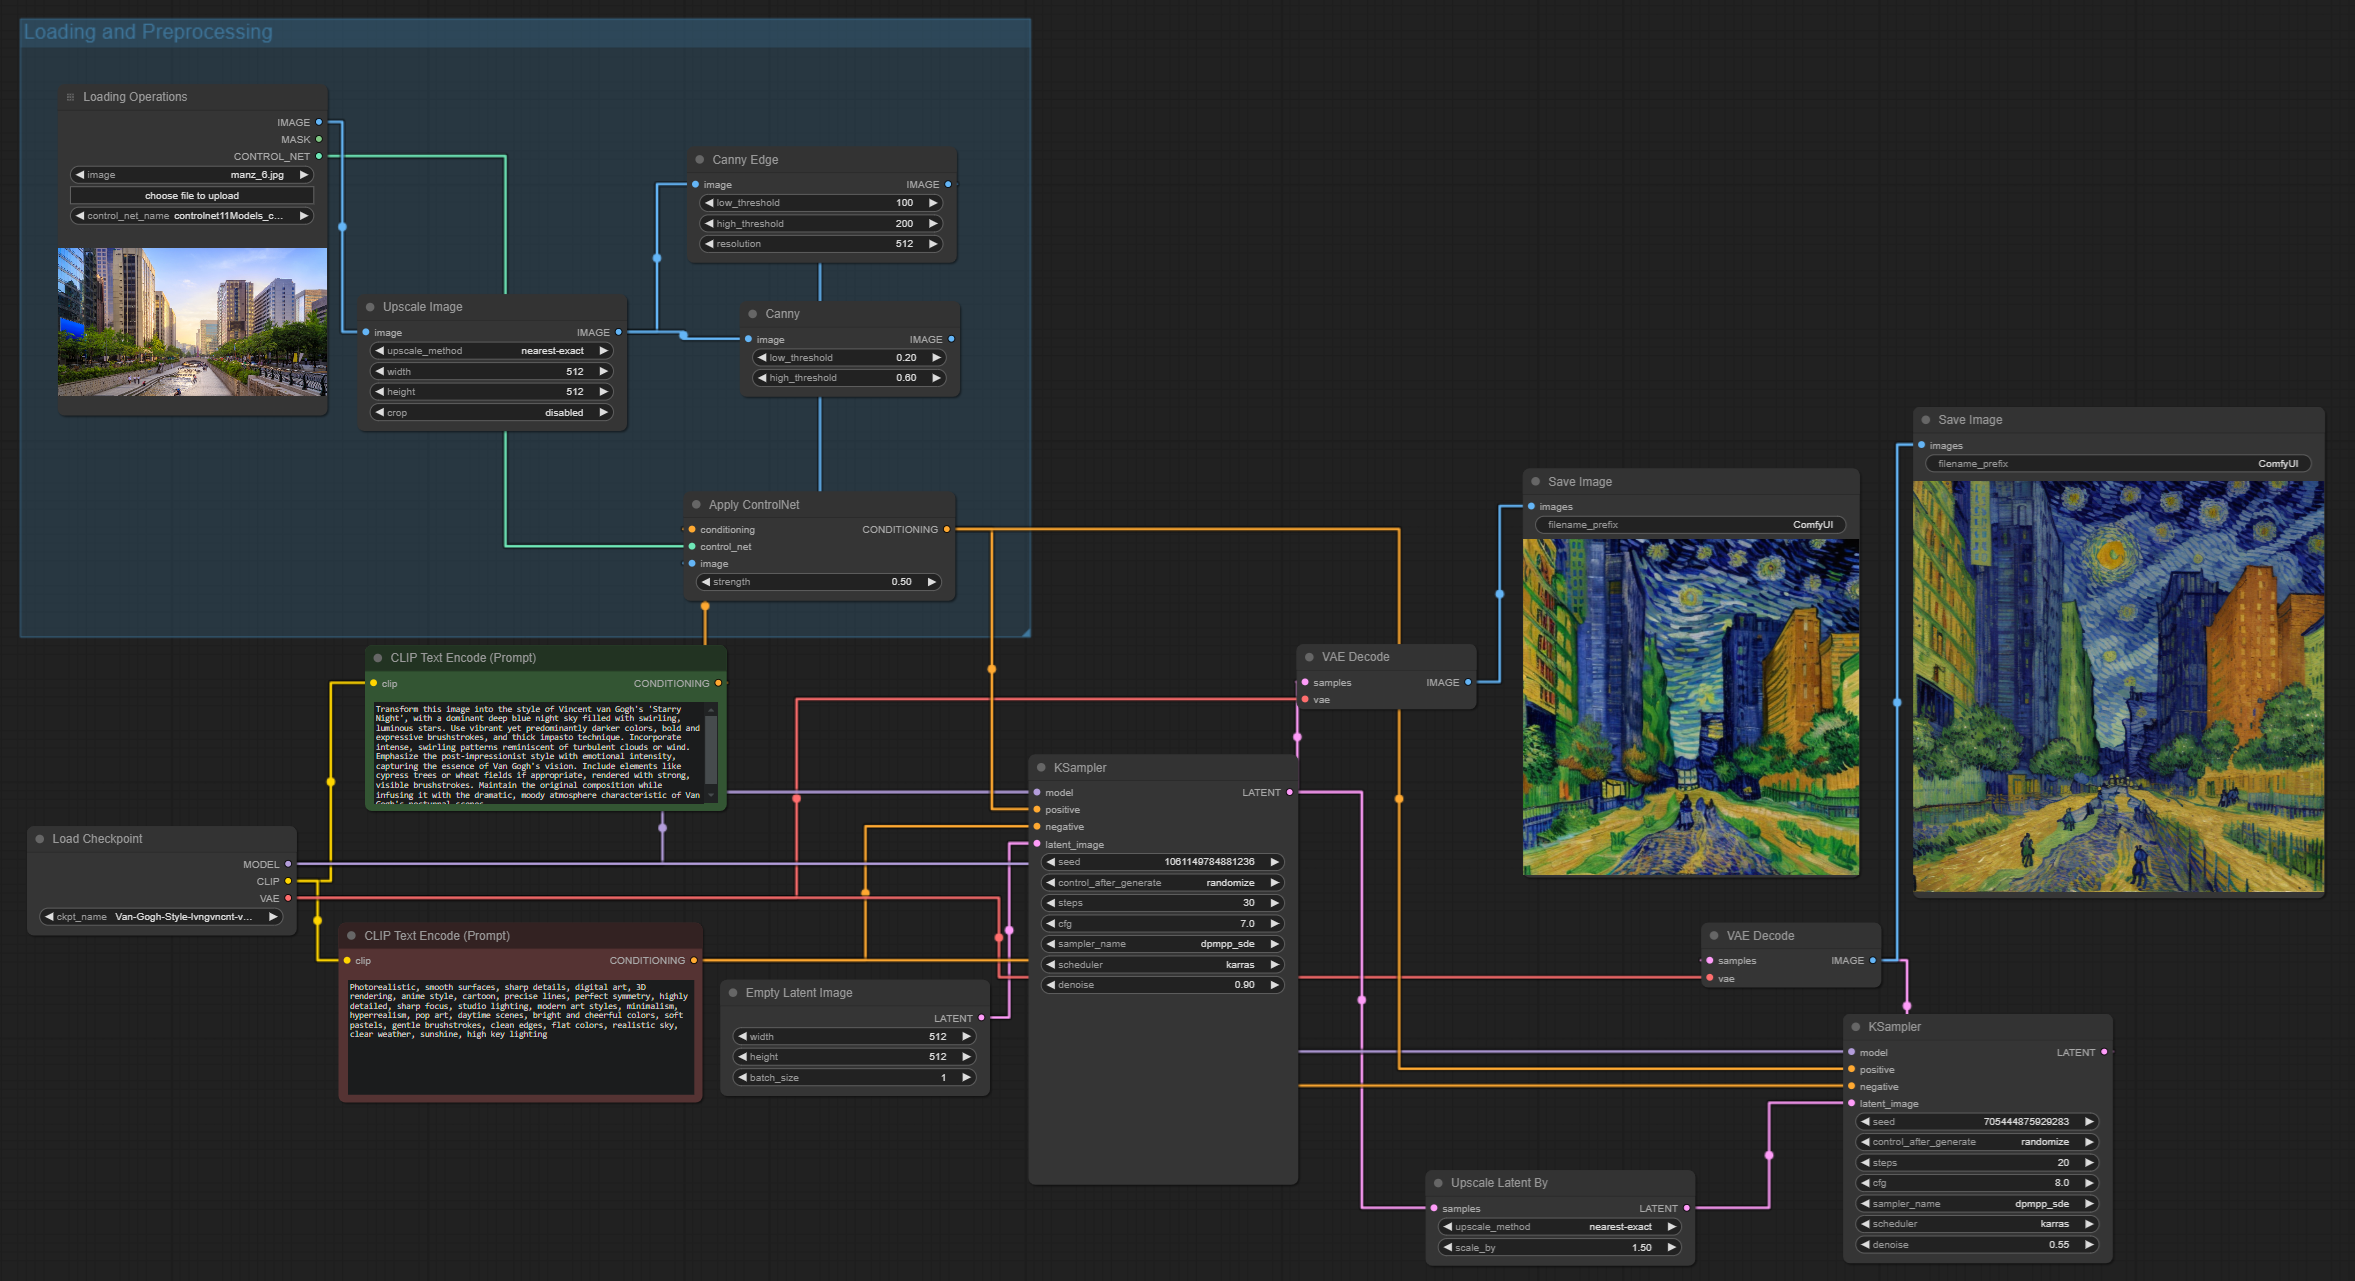 Loading and Preprocessing
Loading Operations
IMAGE
MASK
CONTROL_NET
image manz_6.jpg
choose file to upload
control_net_name controlnet11Models_c...
Upscale Image
image IMAGE
upscale_method nearest-exact
width 512
height 512
crop disabled
Canny Edge
image IMAGE
low_threshold 100
high_threshold 200
resolution 512
Canny
image IMAGE
low_threshold 0.20
high_threshold 0.60
Apply ControlNet
conditioning CONDITIONING
control_net
image
strength 0.50
CLIP Text Encode (Prompt)
clip CONDITIONING
Transform this image into the style of Vincent van Gogh's 'Starry
Night', with a dominant deep blue night sky filled with swirling,
luminous stars. Use vibrant yet predominantly darker colors, bold and
expressive brushstrokes, and thick impasto technique. Incorporate
intense, swirling patterns reminiscent of turbulent clouds or wind.
Emphasize the post-impressionist style with emotional intensity,
capturing the essence of Van Gogh's vision. Include elements like
cypress trees or wheat fields if appropriate, rendered with strong,
visible brushstrokes. Maintain the original composition while
infusing it with the dramatic, moody atmosphere characteristic of Van
Gogh's nocturnal scenes.
Load Checkpoint
MODEL
CLIP
VAE
ckpt_name Van-Gogh-Style-lvngvncnt-v...
CLIP Text Encode (Prompt)
clip CONDITIONING
Photorealistic, smooth surfaces, sharp details, digital art, 3D
rendering, anime style, cartoon, precise lines, perfect symmetry, highly
detailed, sharp focus, studio lighting, modern art styles, minimalism,
hyperrealism, pop art, daytime scenes, bright and cheerful colors, soft
pastels, gentle brushstrokes, clean edges, flat colors, realistic sky,
clear weather, sunshine, high key lighting
Empty Latent Image
LATENT
width 512
height 512
batch_size 1
KSampler
model LATENT
positive
negative
latent_image
seed 1061149784881236
control_after_generate randomize
steps 30
cfg 7.0
sampler_name dpmpp_sde
scheduler karras
denoise 0.90
VAE Decode
samples IMAGE
vae
Save Image
images
filename_prefix ComfyUI
Save Image
images
filename_prefix ComfyUI
VAE Decode
samples IMAGE
vae
Upscale Latent By
samples LATENT
upscale_method nearest-exact
scale_by 1.50
KSampler
model LATENT
positive
negative
latent_image
seed 705444875929283
control_after_generate randomize
steps 20
cfg 8.0
sampler_name dpmpp_sde
scheduler karras
denoise 0.55